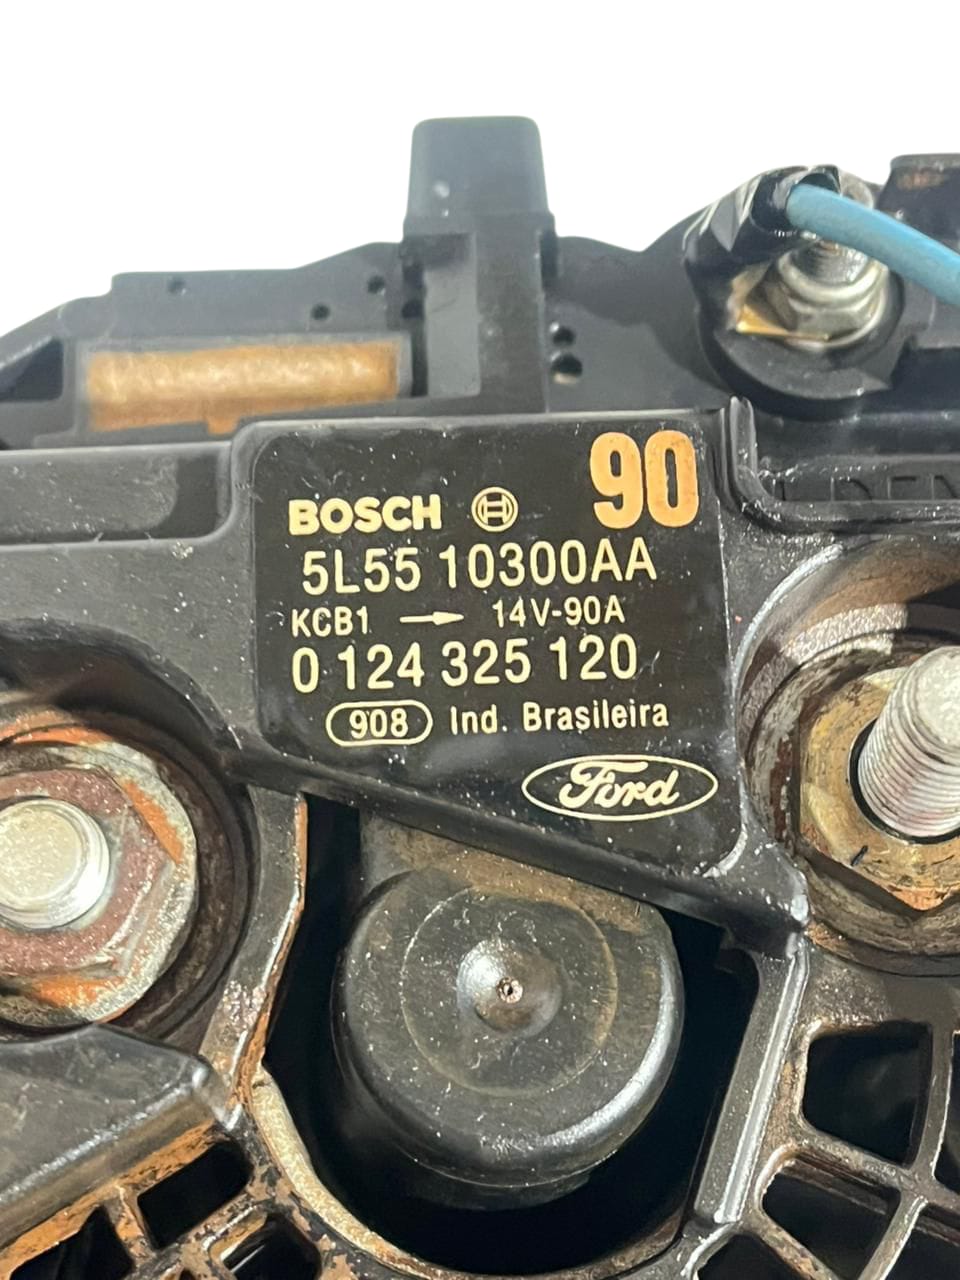 90
BOSCH
5L55 10300AA
KCB1 → 14V-90A
0 124 325 120
908 Ind. Brasileira
Ford